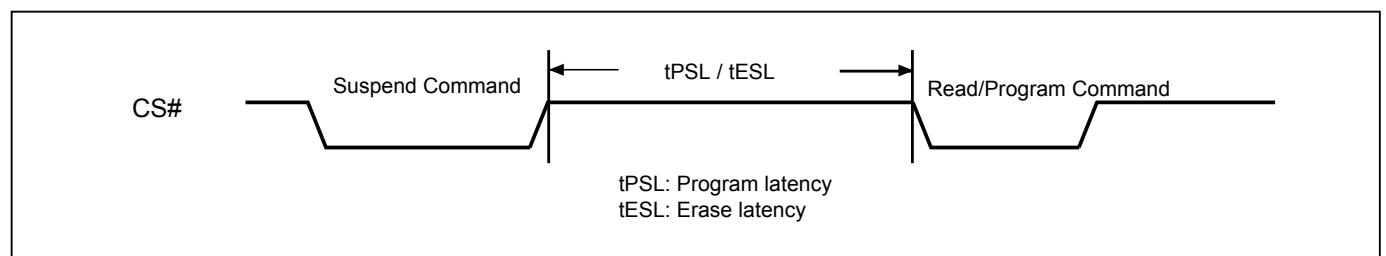 Suspend Command
tPSL / tESL
Read/Program Command
CS#
tPSL: Program latency
tESL: Erase latency